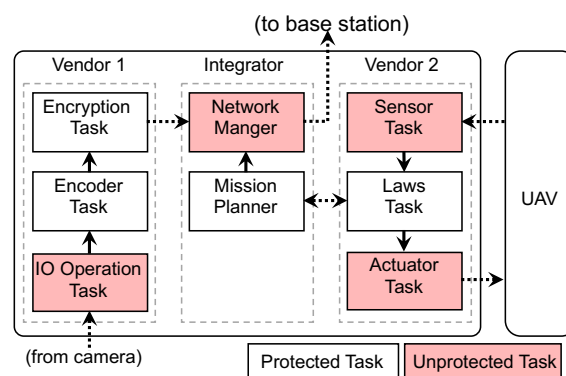 (to base station)
Vendor 1
Integrator
Vendor 2
Encryption
Task
Network
Manger
Sensor
Task
Encoder
Task
Mission
Planner
Laws
Task
UAV
IO Operation
Task
Actuator
Task
(from camera)
Protected Task
Unprotected Task